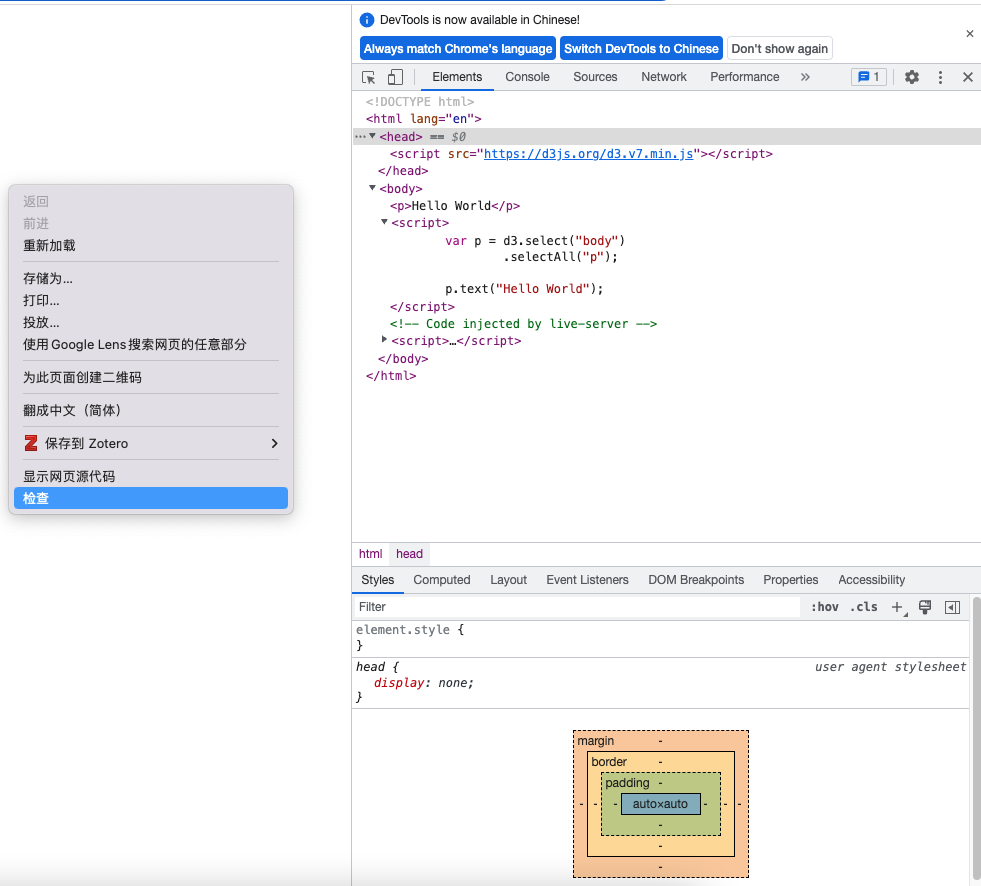 DevTools is now available in Chinese!
Always match Chrome's language Switch DevTools to Chinese Don't show again
Elements Console Sources Network Performance » 1
<!DOCTYPE html>
<html lang="en">
<head> == $0
<script src="https://d3js.org/d3.v7.min.js"></script>
</head>
<body>
<p>Hello World</p>
<script>
var p = d3.select("body")
.selectAll("p");
p.text("Hello World");
</script>
<!-- Code injected by live-server -->
<script>…</script>
</body>
</html>
返回
前进
重新加载
存储为...
打印...
投放...
使用 Google Lens 搜索网页的任意部分
为此页面创建二维码
翻成中文（简体）
保存到 Zotero
显示网页源代码
检查
html head
Styles Computed Layout Event Listeners DOM Breakpoints Properties Accessibility
Filter :hov .cls +
element.style {
}
head { user agent stylesheet
display: none;
}
margin -
border -
padding -
- - - auto×auto - - -
-
-
-